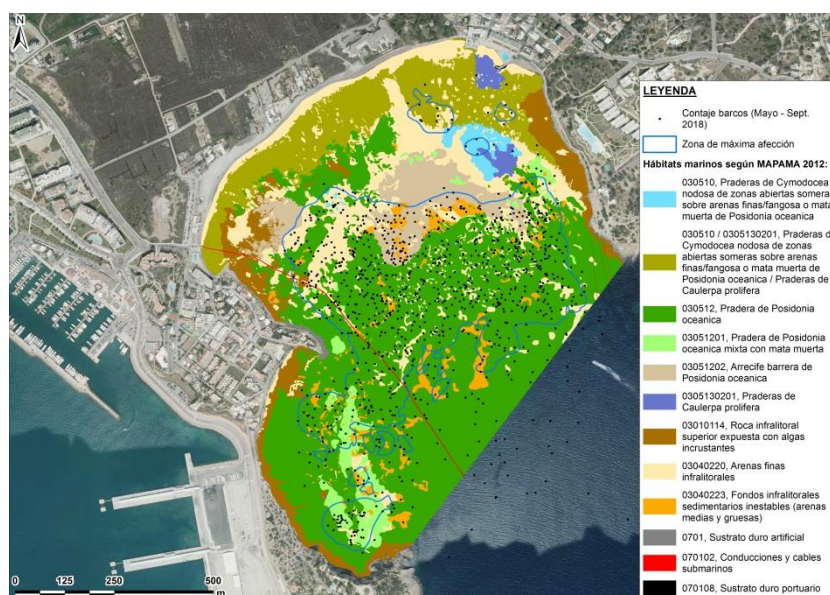 N
LEYENDA
Contaje barcos (Mayo - Sept.
2018)
Zona de máxima afección
Hábitats marinos según MAPAMA 2012:
030510, Praderas de Cymodocea
nodosa de zonas abiertas someras
sobre arenas finas/fangosa o mata
muerta de Posidonia oceanica
030510 / 0305130201, Praderas de
Cymodocea nodosa de zonas
abiertas someras sobre arenas
finas/fangosa o mata muerta de
Posidonia oceanica / Praderas de
Caulerpa prolifera
030512, Pradera de Posidonia
oceanica
03051201, Pradera de Posidonia
oceanica mixta con mata muerta
03051202, Arrecife barrera de
Posidonia oceanica
0305130201, Praderas de
Caulerpa prolifera
03010114, Roca infralitoral
superior expuesta con algas
incrustantes
03040220, Arenas finas
infralitorales
03040223, Fondos infralitorales
sedimentarios inestables (arenas
medias y gruesas)
0701, Sustrato duro artificial
070102, Conducciones y cables
submarinos
070108, Sustrato duro portuario
0 125 250 500
m